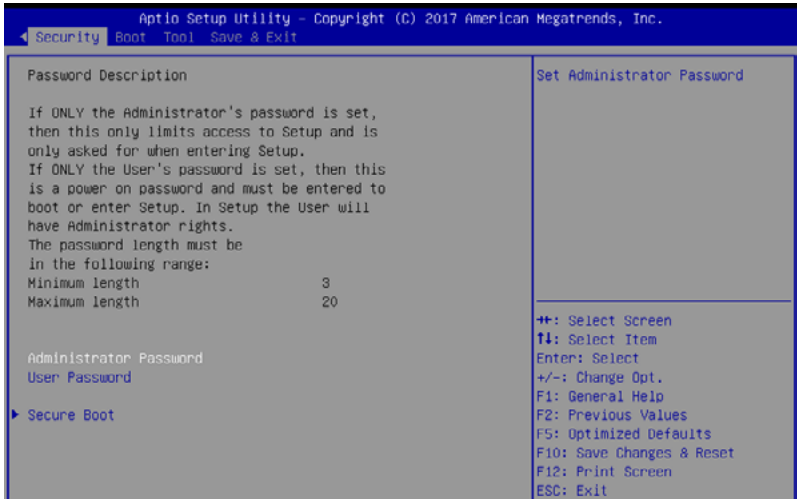 Aptio Setup Utility - Copyright (C) 2017 American Megatrends, Inc.
Security Boot Tool Save & Exit
Password Description
If ONLY the Administrator's password is set,
then this only limits access to Setup and is
only asked for when entering Setup.
If ONLY the User's password is set, then this
is a power on password and must be entered to
boot or enter Setup. In Setup the User will
have Administrator rights.
The password length must be
in the following range:
Minimum length 3
Maximum length 20
Administrator Password
User Password
Secure Boot
Set Administrator Password
→←: Select Screen
↑↓: Select Item
Enter: Select
+/-: Change Opt.
F1: General Help
F2: Previous Values
F5: Optimized Defaults
F10: Save Changes & Reset
F12: Print Screen
ESC: Exit